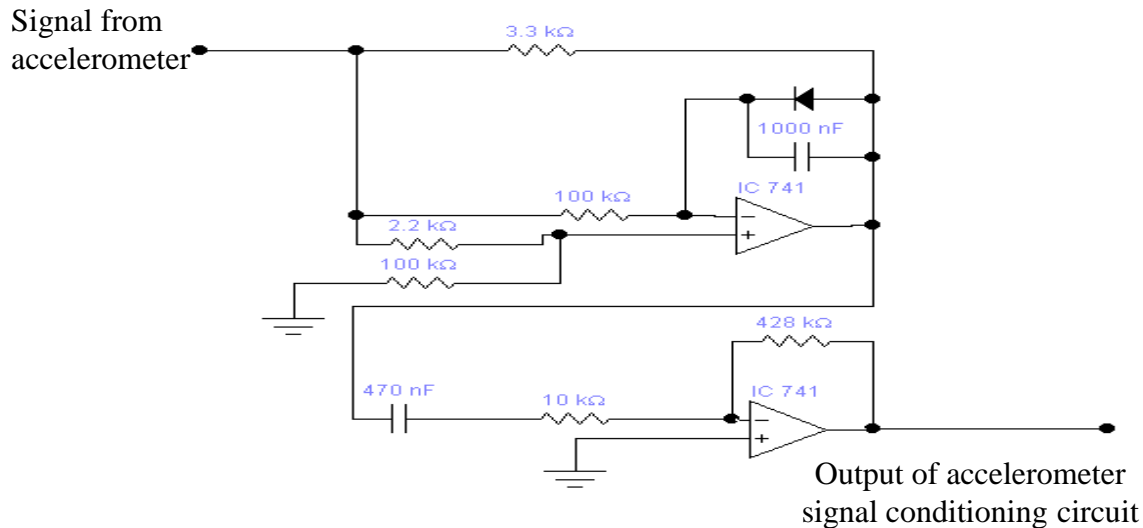 Signal from
accelerometer
3.3 kΩ
1000 nF
IC 741
100 kΩ
2.2 kΩ
100 kΩ
428 kΩ
470 nF
10 kΩ
IC 741
Output of accelerometer
signal conditioning circuit